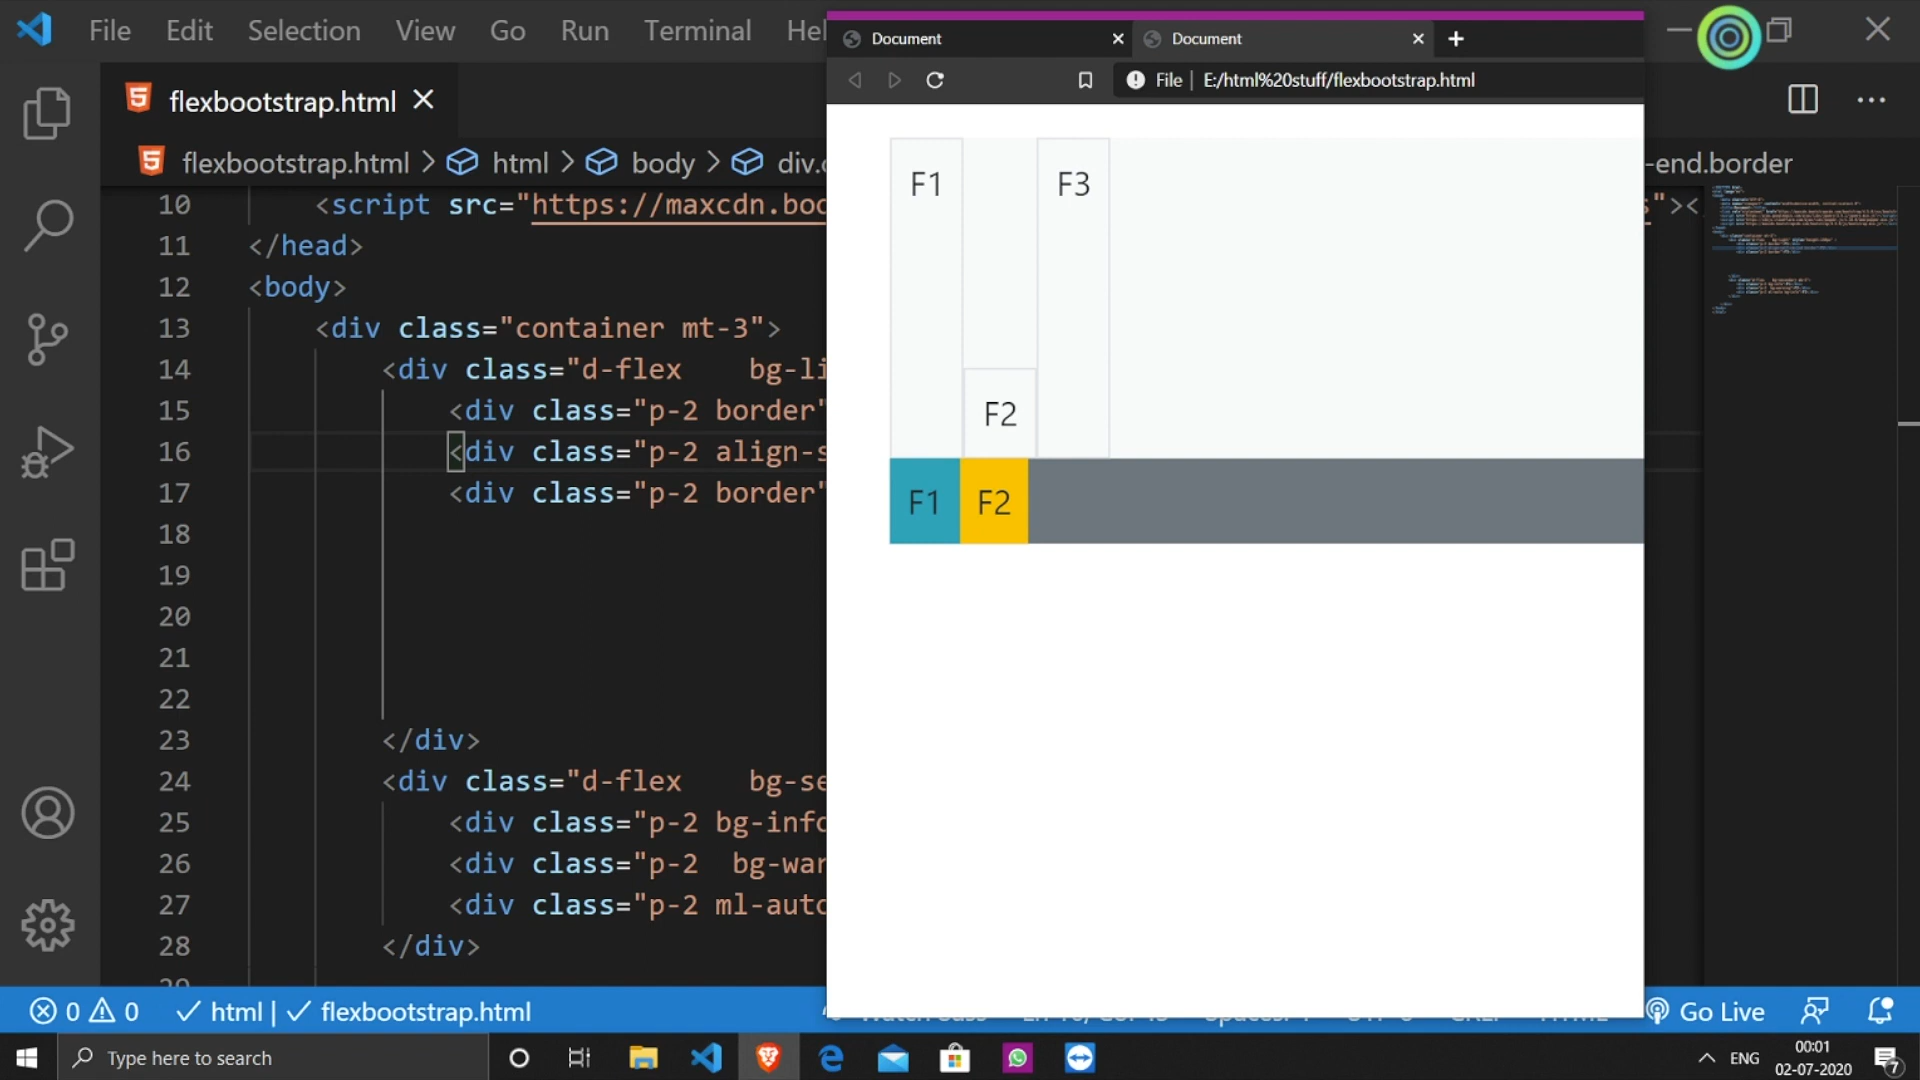 File Edit Selection View Go Run Terminal Hel
Document Document
File E:/html%20stuff/flexbootstrap.html
flexbootstrap.html
flexbootstrap.html > html > body > div.c -end.border
10 <script src="https://maxcdn.boo s"><
11 </head>
12 <body>
13 <div class="container mt-3">
14 <div class="d-flex bg-li
15 <div class="p-2 border"
16 <div class="p-2 align-s
17 <div class="p-2 border"
18
19
20
21
22
23 </div>
24 <div class="d-flex bg-se
25 <div class="p-2 bg-info
26 <div class="p-2 bg-war
27 <div class="p-2 ml-auto
28 </div>
F1 F3
F2
F1 F2
0 0 html | flexbootstrap.html Go Live
Type here to search
ENG 00:01
02-07-2020
7